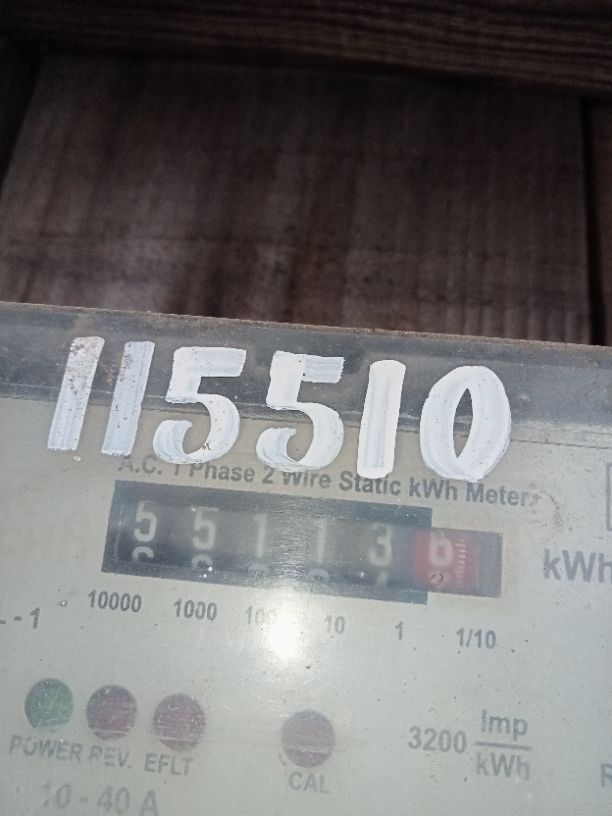 115510
A.C. 1 Phase 2 Wire Static kWh Meter
5 5 1 1 3 6
kWh
10000 1000 10 1 1/10
POWER REV. EFLT
CAL
3200 Imp/kWh
10 - 40 A